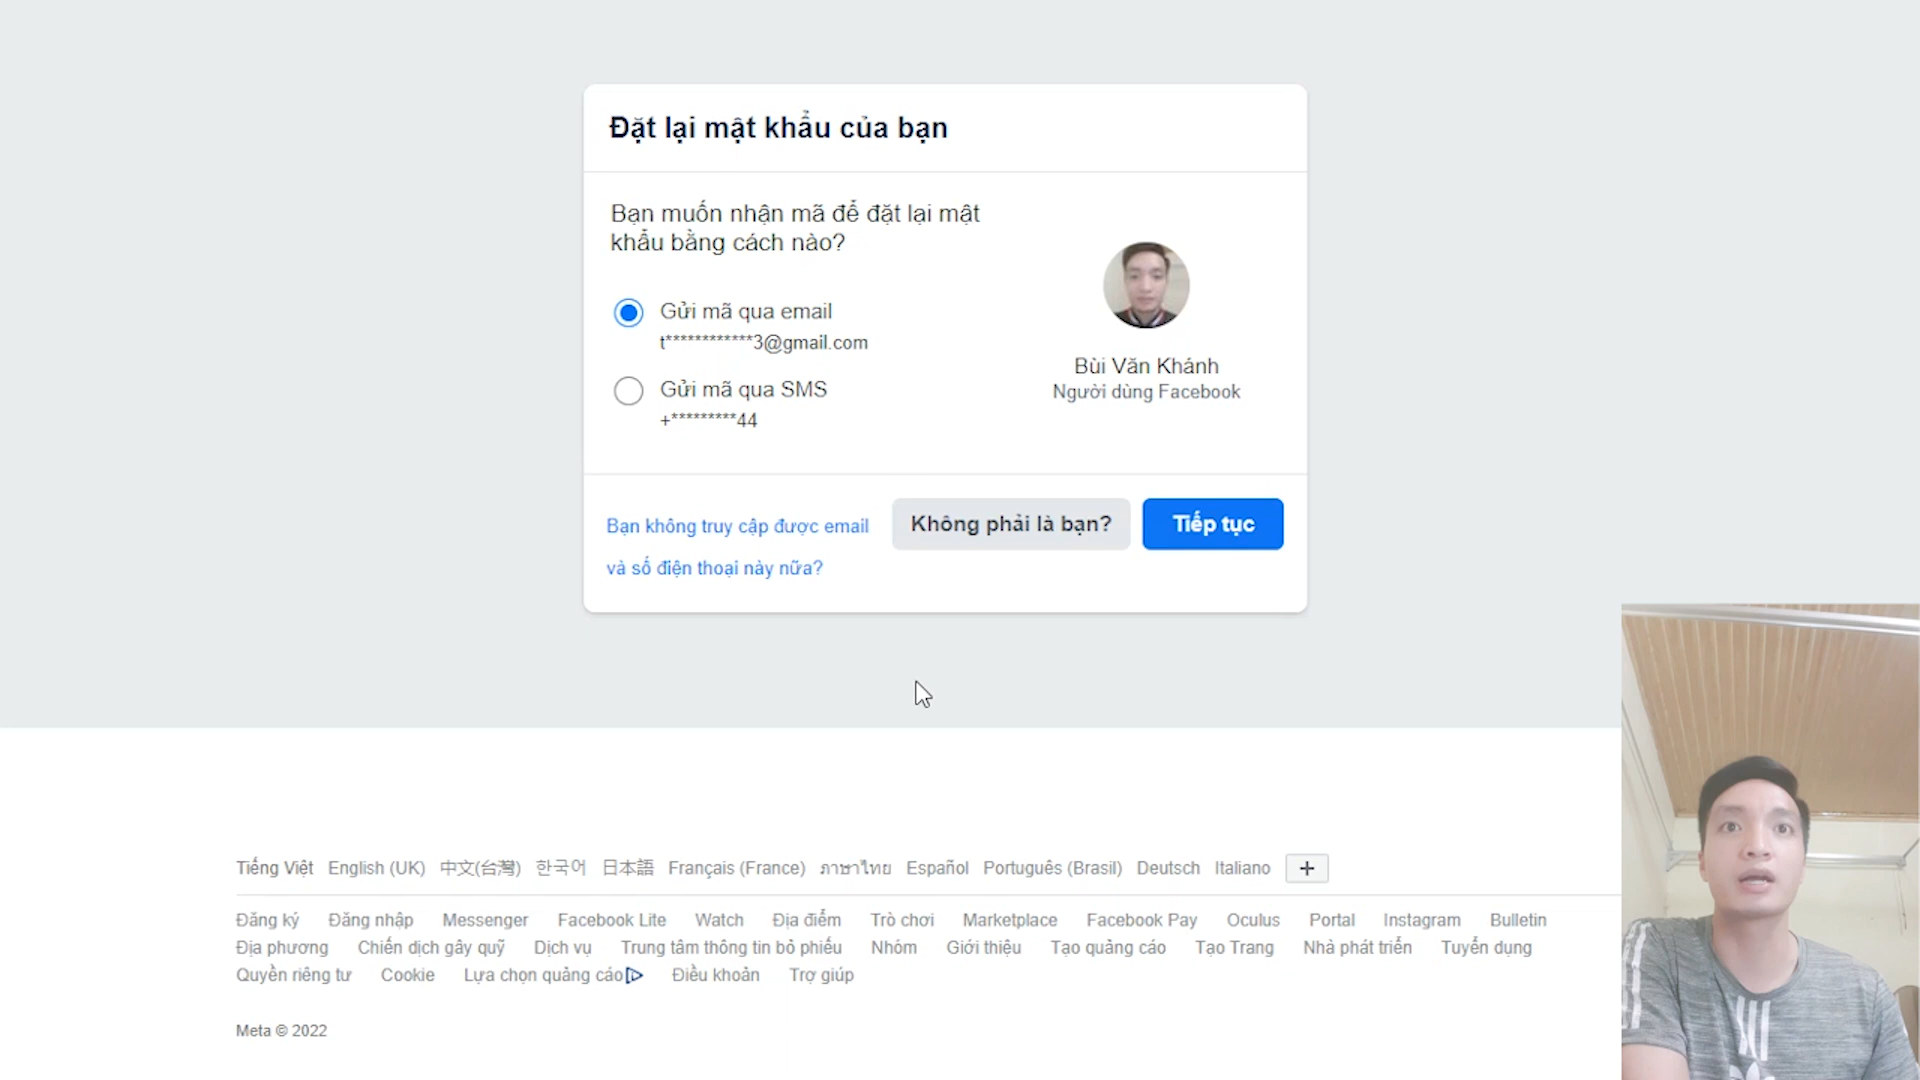 Đặt lại mật khẩu của bạn
Bạn muốn nhận mã để đặt lại mật
khẩu bằng cách nào?
Gửi mã qua email
t************3@gmail.com
Gửi mã qua SMS
+*********44
Bùi Văn Khánh
Người dùng Facebook
Bạn không truy cập được email
và số điện thoại này nữa?
Không phải là bạn?
Tiếp tục
Tiếng Việt English (UK) 中文(台灣) 한국어 日本語 Français (France) ภาษาไทย Español Português (Brasil) Deutsch Italiano +
Đăng ký Đăng nhập Messenger Facebook Lite Watch Địa điểm Trò chơi Marketplace Facebook Pay Oculus Portal Instagram Bulletin
Địa phương Chiến dịch gây quỹ Dịch vụ Trung tâm thông tin bỏ phiếu Nhóm Giới thiệu Tạo quảng cáo Tạo Trang Nhà phát triển Tuyển dụng
Quyền riêng tư Cookie Lựa chọn quảng cáo Điều khoản Trợ giúp
Meta © 2022